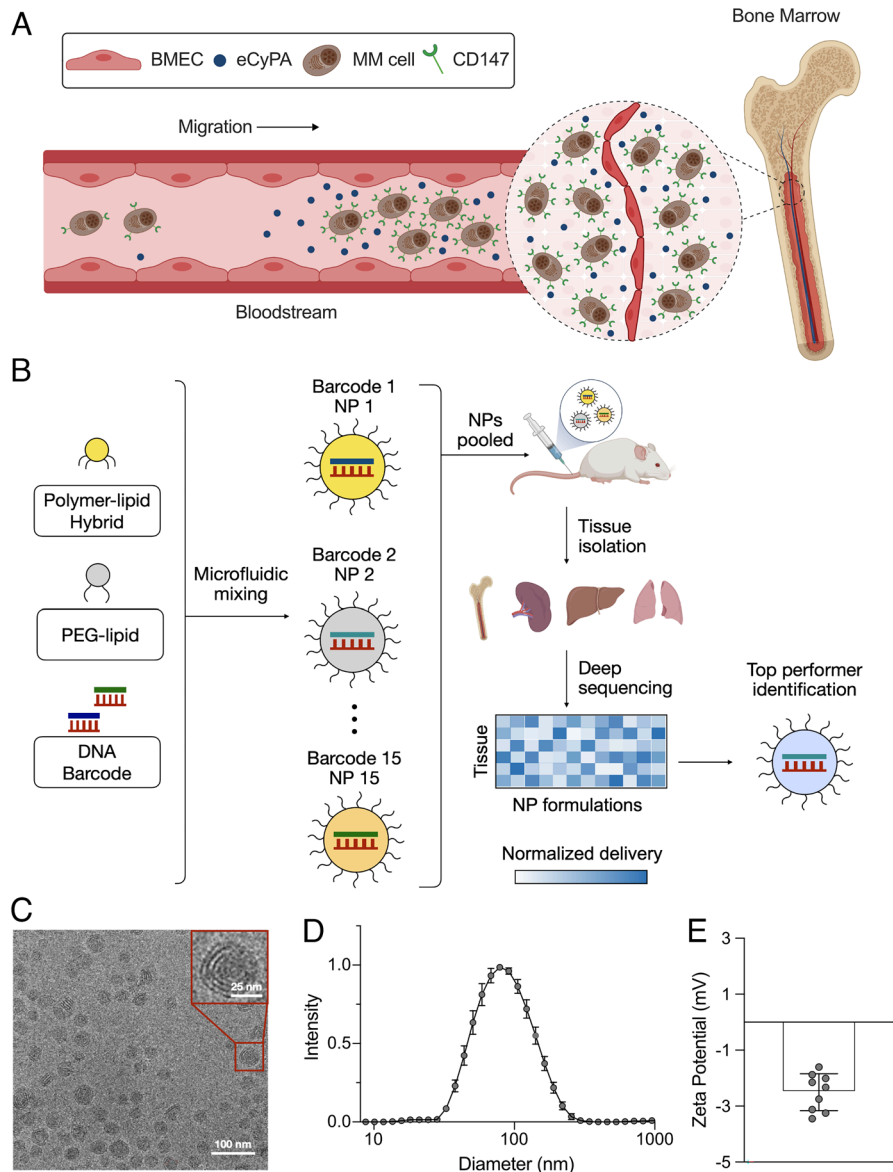 A
Bone Marrow
BMEC
eCyPA
MM cell
CD147
Migration
Bloodstream
B
Polymer-lipid
Hybrid
PEG-lipid
DNA
Barcode
Microfluidic
mixing
Barcode 1
NP 1
Barcode 2
NP 2
Barcode 15
NP 15
NPs
pooled
Tissue
isolation
Deep
sequencing
Tissue
NP formulations
Normalized delivery
Top performer
identification
C
25 nm
100 nm
D
Intensity
1.0
0.5
0.0
10
100
1000
Diameter (nm)
E
Zeta Potential (mV)
3
1
-1
-3
-5